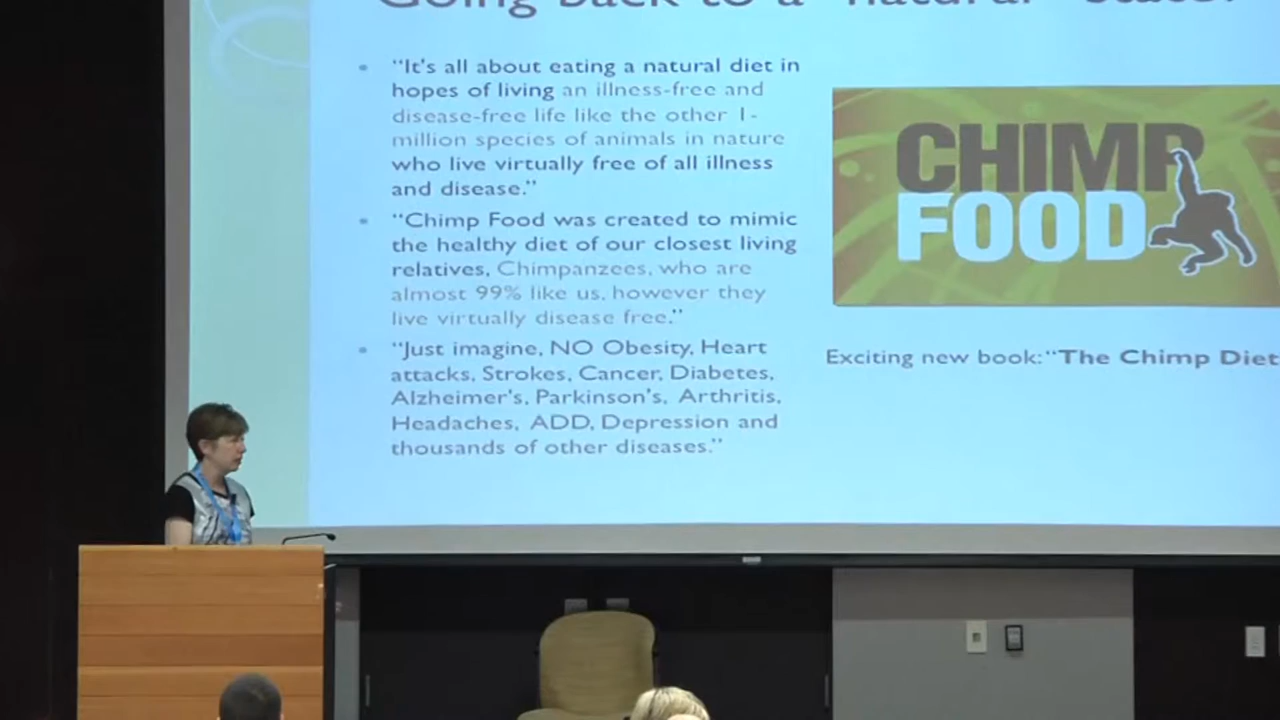 Going back to a "natural" state?
"It's all about eating a natural diet in
hopes of living an illness-free and
disease-free life like the other 1-
million species of animals in nature
who live virtually free of all illness
and disease."
"Chimp Food was created to mimic
the healthy diet of our closest living
relatives, Chimpanzees, who are
almost 99% like us, however they
live virtually disease free."
"Just imagine, NO Obesity, Heart
attacks, Strokes, Cancer, Diabetes,
Alzheimer's, Parkinson's, Arthritis,
Headaches, ADD, Depression and
thousands of other diseases."
CHIMP
FOOD
Exciting new book: "The Chimp Diet